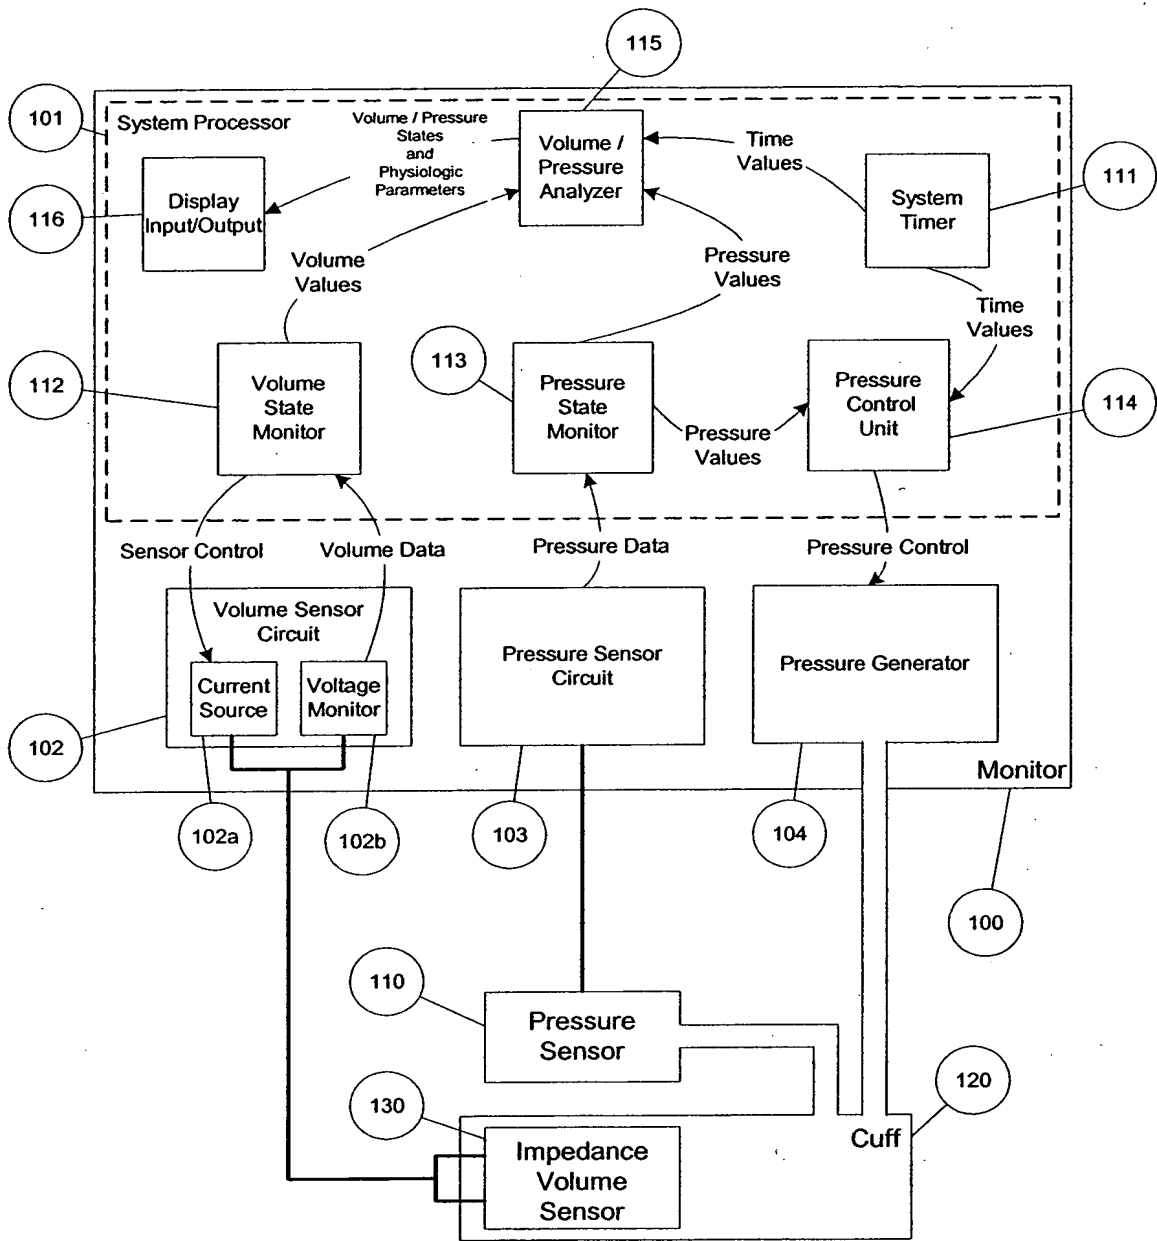 115
101
System Processor
Volume / Pressure
States
and
Physiologic
Parmmeters
Volume /
Pressure
Analyzer
Time
Values
111
116
Display
Input/Output
System
Timer
Volume
Values
Pressure
Values
Time
Values
112
Volume
State
Monitor
113
Pressure
State
Monitor
Pressure
Values
Pressure
Control
Unit
114
Sensor Control
Volume Data
Pressure Data
Pressure Control
Volume Sensor
Circuit
Current
Source
Voltage
Monitor
Pressure Sensor
Circuit
Pressure Generator
102
Monitor
102a
102b
103
104
100
110
Pressure
Sensor
120
130
Cuff
Impedance
Volume
Sensor